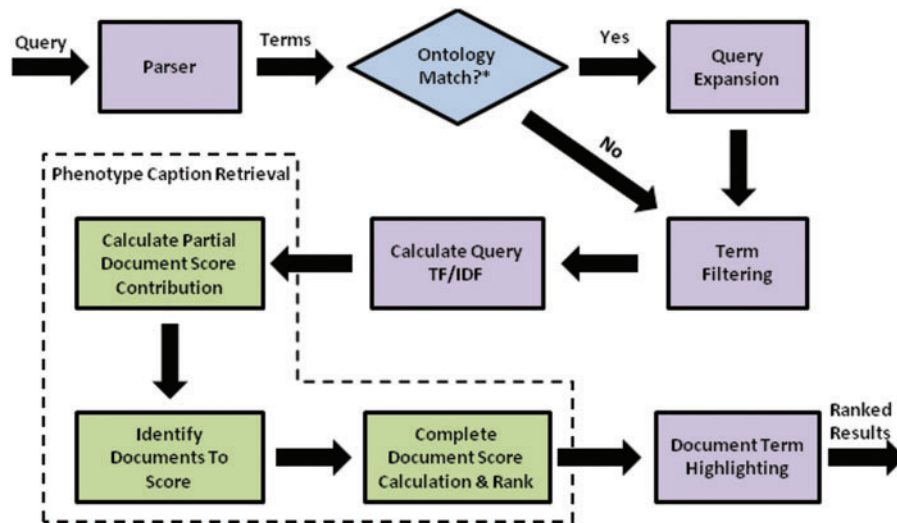 Query
Parser
Terms
Ontology
Match?*
Yes
Query
Expansion
No
Phenotype Caption Retrieval
Calculate Partial
Document Score
Contribution
Calculate Query
TF/IDF
Term
Filtering
Identify
Documents To
Score
Complete
Document Score
Calculation & Rank
Document Term
Highlighting
Ranked
Results